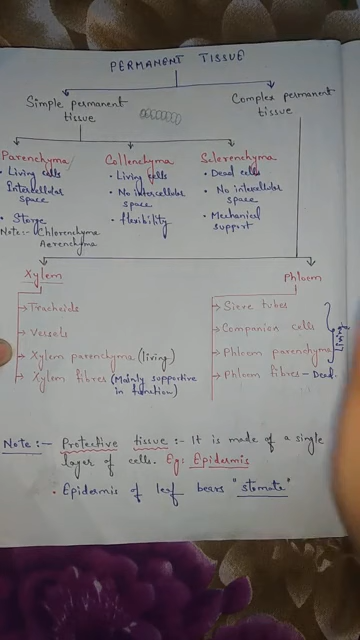 PERMANENT TISSUE
Simple permanent tissue
Complex permanent tissue
Parenchyma
• Living cells
Intercellular space
• Storge
Note:- Chlorenchyma
Aerenchyma
Collenchyma
• Living cells
• No intercellular space
• flexibility
Sclerenchyma
• Dead cells
• No intercellular space
• Mechanical support
Xylem
→ Tracheids
→ Vessels
→ Xylem parenchyma (living)
→ Xylem fibres (Mainly supportive in function)
Phloem
→ Sieve tubes
→ Companion cells
→ Phloem parenchyma
→ Phloem fibres - Dead.
Living
Note:- Protective tissue:- It is made of a single
layer of cells. Eg: Epidermis
• Epidermis of leaf bears "stomate"